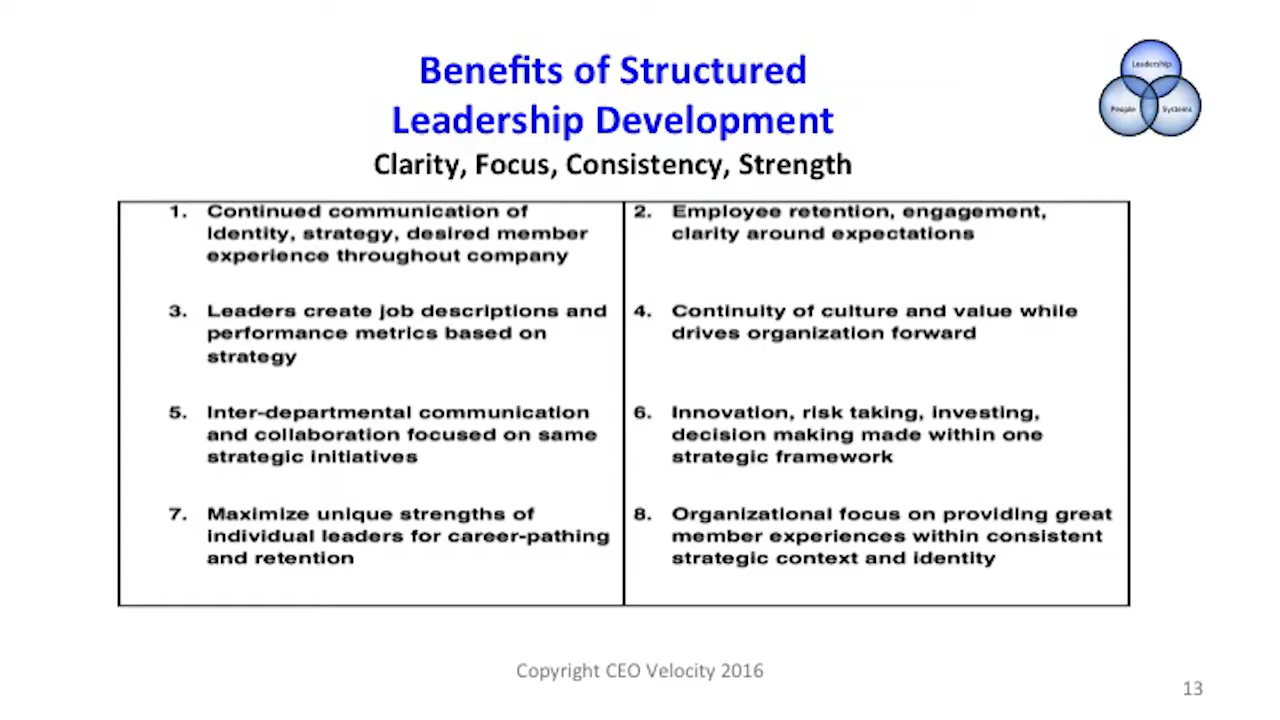 Benefits of Structured
Leadership Development
Clarity, Focus, Consistency, Strength
Leadership
People
Systems
1. Continued communication of
identity, strategy, desired member
experience throughout company
2. Employee retention, engagement,
clarity around expectations
3. Leaders create job descriptions and
performance metrics based on
strategy
4. Continuity of culture and value while
drives organization forward
5. Inter-departmental communication
and collaboration focused on same
strategic initiatives
6. Innovation, risk taking, investing,
decision making made within one
strategic framework
7. Maximize unique strengths of
individual leaders for career-pathing
and retention
8. Organizational focus on providing great
member experiences within consistent
strategic context and identity
Copyright CEO Velocity 2016
13